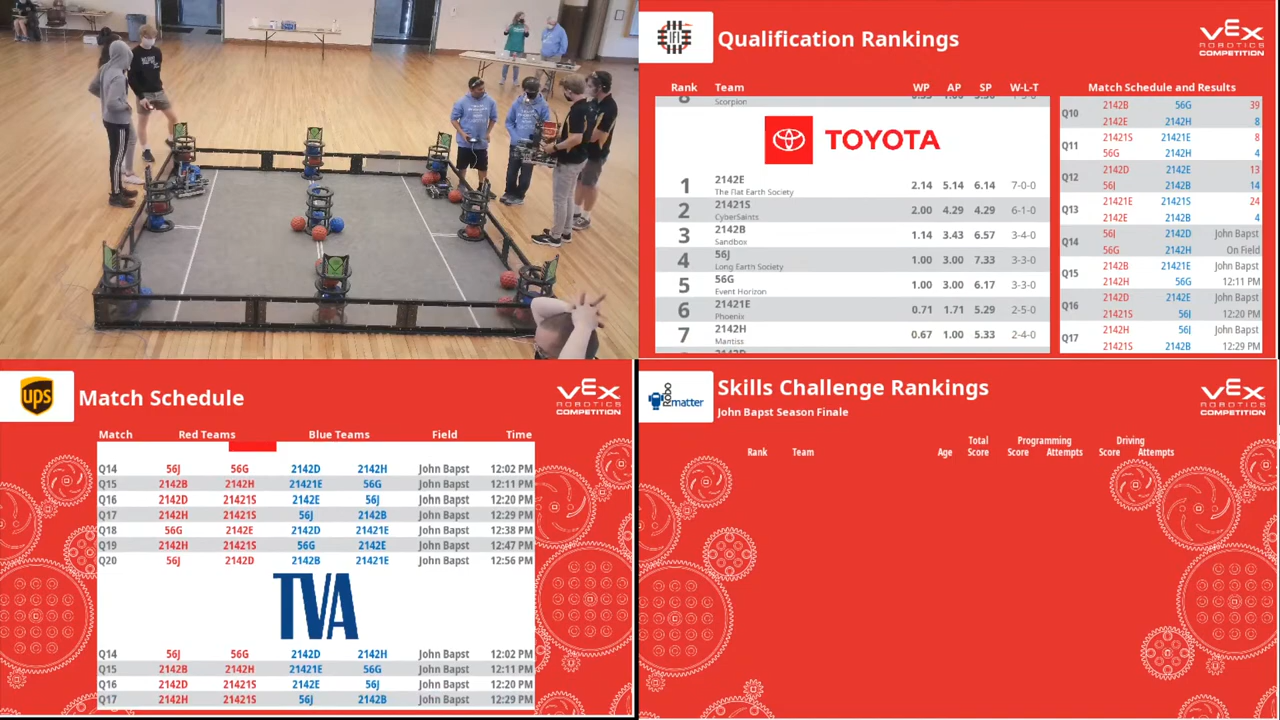 IFI
Qualification Rankings
VEX
ROBOTICS
COMPETITION
Rank Team WP AP SP W-L-T
Scorpion
TOYOTA
1 2142E 2.14 5.14 6.14 7-0-0
The Flat Earth Society
2 21421S 2.00 4.29 4.29 6-1-0
CyberSaints
3 2142B 1.14 3.43 6.57 3-4-0
Sandbox
4 56J 1.00 3.00 7.33 3-3-0
Long Earth Society
5 56G 1.00 3.00 6.17 3-3-0
Event Horizon
6 21421E 0.71 1.71 5.29 2-5-0
Phoenix
7 2142H 0.67 1.00 5.33 2-4-0
Mantiss
Match Schedule and Results
Q10 2142B 56G 39
2142E 2142H 8
Q11 21421S 21421E 8
56G 2142H 4
Q12 2142D 2142E 13
56J 2142B 14
Q13 21421E 21421S 24
2142E 2142B 4
Q14 56J 2142D John Bapst
56G 2142H On Field
Q15 2142B 21421E John Bapst
2142H 56G 12:11 PM
Q16 2142D 2142E John Bapst
21421S 56J 12:20 PM
Q17 2142H 56J John Bapst
21421S 2142B 12:29 PM
ups
Match Schedule
VEX
ROBOTICS
COMPETITION
Match Red Teams Blue Teams Field Time
Q14 56J 56G 2142D 2142H John Bapst 12:02 PM
Q15 2142B 2142H 21421E 56G John Bapst 12:11 PM
Q16 2142D 21421S 2142E 56J John Bapst 12:20 PM
Q17 2142H 21421S 56J 2142B John Bapst 12:29 PM
Q18 56G 2142E 2142D 21421E John Bapst 12:38 PM
Q19 2142H 21421S 56G 2142E John Bapst 12:47 PM
Q20 56J 2142D 2142B 21421E John Bapst 12:56 PM
TVA
Q14 56J 56G 2142D 2142H John Bapst 12:02 PM
Q15 2142B 2142H 21421E 56G John Bapst 12:11 PM
Q16 2142D 21421S 2142E 56J John Bapst 12:20 PM
Q17 2142H 21421S 56J 2142B John Bapst 12:29 PM
Robomatter
Skills Challenge Rankings
John Bapst Season Finale
VEX
ROBOTICS
COMPETITION
Total Programming Driving
Rank Team Age Score Score Attempts Score Attempts